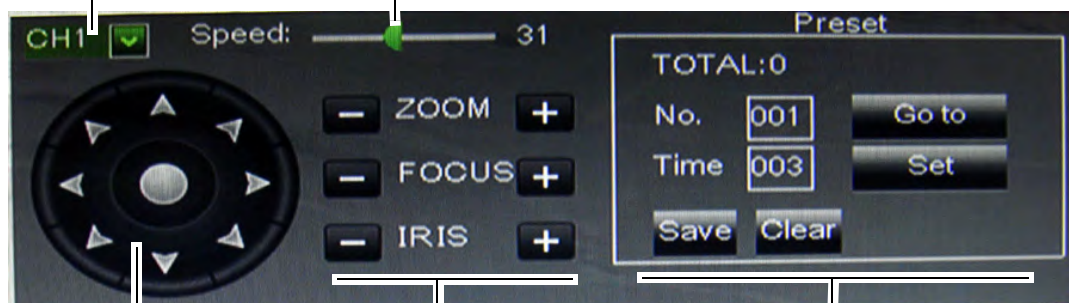 CH1 Speed: 31
Preset
TOTAL:0
ZOOM
No. 001 Go to
FOCUS
Time 003 Set
IRIS
Save Clear